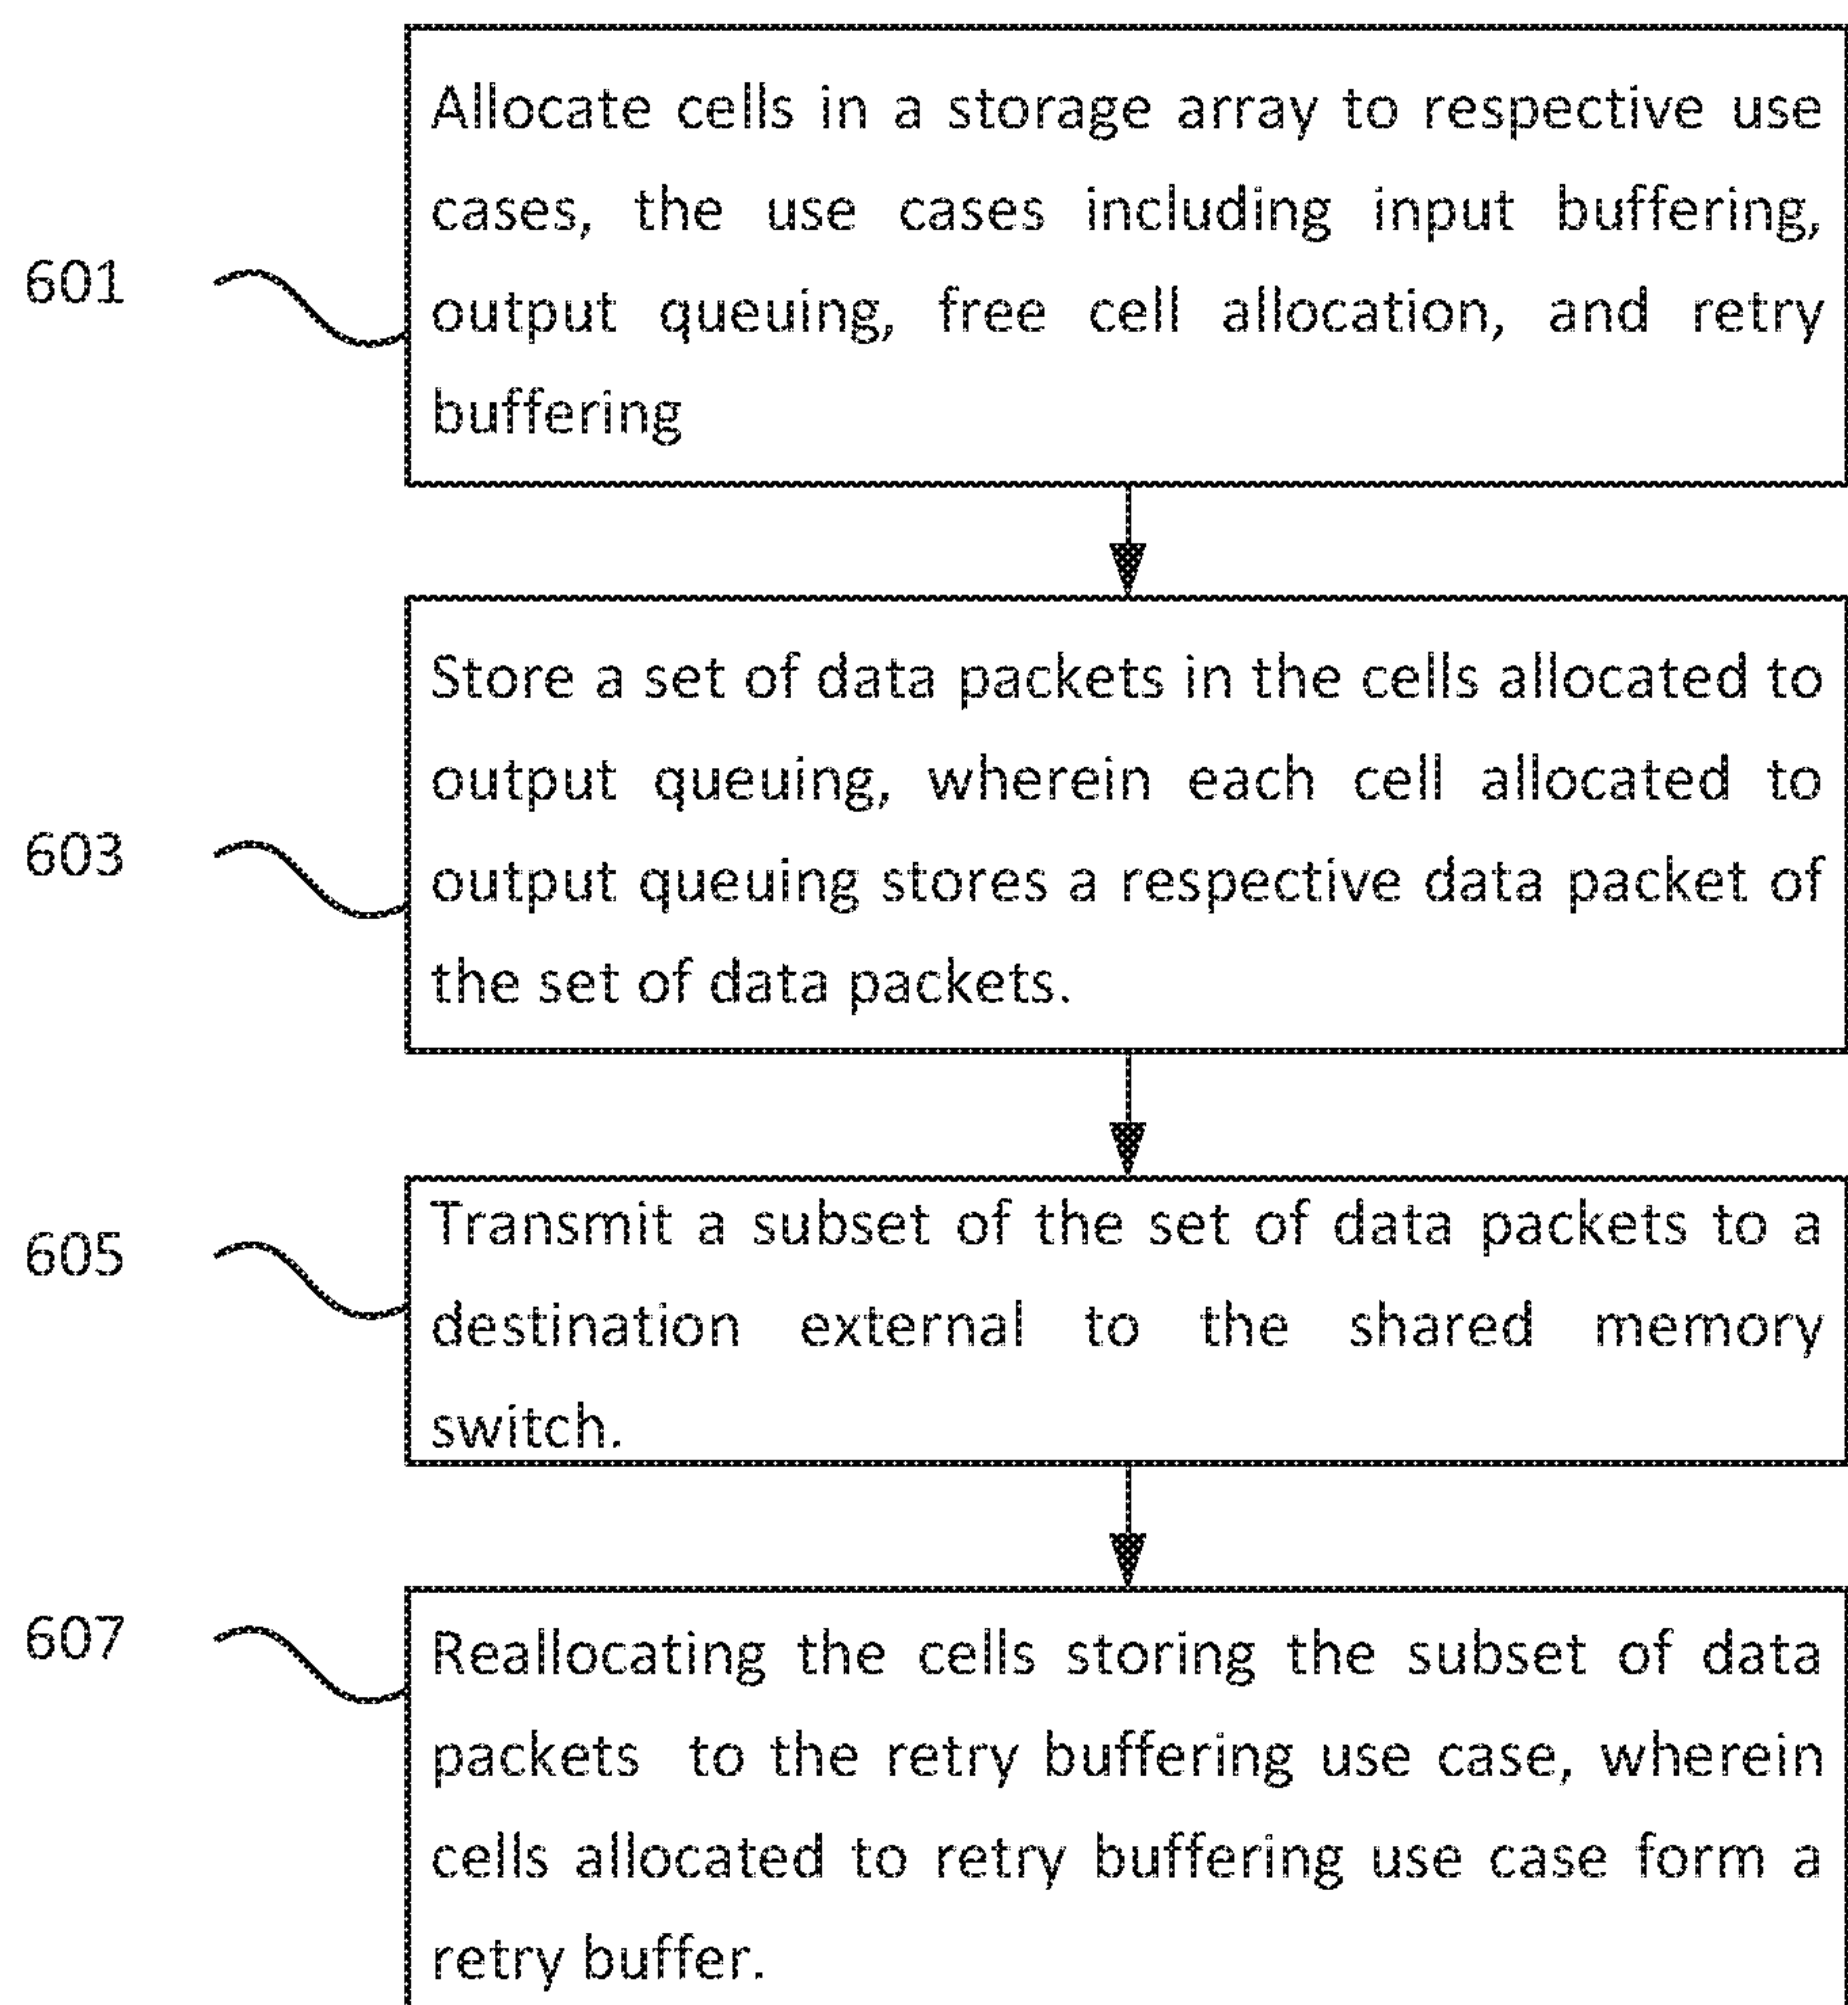 Allocate cells in a storage array to respective use
cases, the use cases including input buffering,
601
output queuing, free cell allocation, and retry
buffering
Store a set of data packets in the cells allocated to
output queuing, wherein each cell allocated to
603
output queuing stores a respective data packet of
the set of data packets.
605
Transmit a subset of the set of data packets to a
destination external to the shared memory
switch.
607
Reallocating the cells storing the subset of data
packets to the retry buffering use case, wherein
cells allocated to retry buffering use case form a
retry buffer.